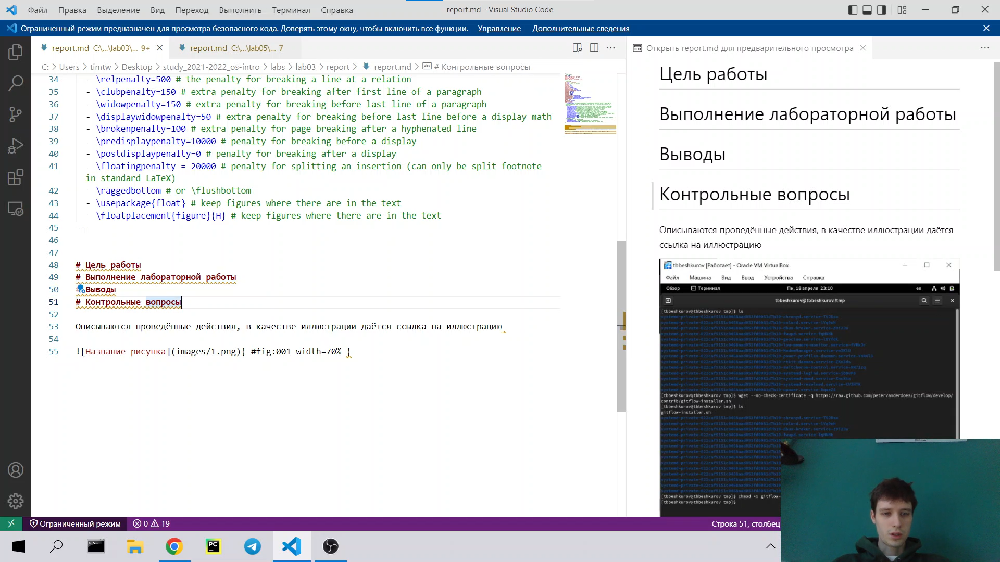 Файл Правка Выделение Вид Переход Выполнить Терминал Справка
report.md - Visual Studio Code
Ограниченный режим предназначен для просмотра безопасного кода. Доверять этому окну, чтобы включить все функции. Управление Дополнительные сведения
report.md C:\...\lab03\... 9+
report.md C:\...\lab05\... 7
C: > Users > timtw > Desktop > study_2021-2022_os-intro > labs > lab03 > report > report.md > # Контрольные вопросы
34 - \relpenalty=500 # the penalty for breaking a line at a relation
35 - \clubpenalty=150 # extra penalty for breaking after first line of a paragraph
36 - \widowpenalty=150 # extra penalty for breaking before last line of a paragraph
37 - \displaywidowpenalty=50 # extra penalty for breaking before last line before a display math
38 - \brokenpenalty=100 # extra penalty for page breaking after a hyphenated line
39 - \predisplaypenalty=10000 # penalty for breaking before a display
40 - \postdisplaypenalty=0 # penalty for breaking after a display
41 - \floatingpenalty = 20000 # penalty for splitting an insertion (can only be split footnote
in standard LaTeX)
42 - \raggedbottom # or \flushbottom
43 - \usepackage{float} # keep figures where there are in the text
44 - \floatplacement{figure}{H} # keep figures where there are in the text
45 ---
46
47
48 # Цель работы
49 # Выполнение лабораторной работы
50 Выводы
51 # Контрольные вопросы
52
53 Описываются проведённые действия, в качестве иллюстрации даётся ссылка на иллюстрацию
54
55 ![Название рисунка](images/1.png){ #fig:001 width=70% }
Открыть report.md для предварительного просмотра
Цель работы
Выполнение лабораторной работы
Выводы
Контрольные вопросы
Описываются проведённые действия, в качестве иллюстрации даётся
ссылка на иллюстрацию
tbbeshkurov [Работает] - Oracle VM VirtualBox
Файл Машина Вид Ввод Устройства Справка
Обзор Терминал Пн, 18 апреля 23:10 en
tbbeshkurov@tbbeshkurov:/tmp
[tbbeshkurov@tbbeshkurov tmp]$ ls
[tbbeshkurov@tbbeshkurov tmp]$ wget --no-check-certificate -q https://raw.github.com/petervanderdoes/gitflow/develop/
contrib/gitflow-installer.sh
[tbbeshkurov@tbbeshkurov tmp]$ ls
gitflow-installer.sh
[tbbeshkurov@tbbeshkurov tmp]$ chmod +x gitflow-
[tbbeshkurov@tbbeshkurov tmp]$
Ограниченный режим 0 19
Строка 51, столбец
PC